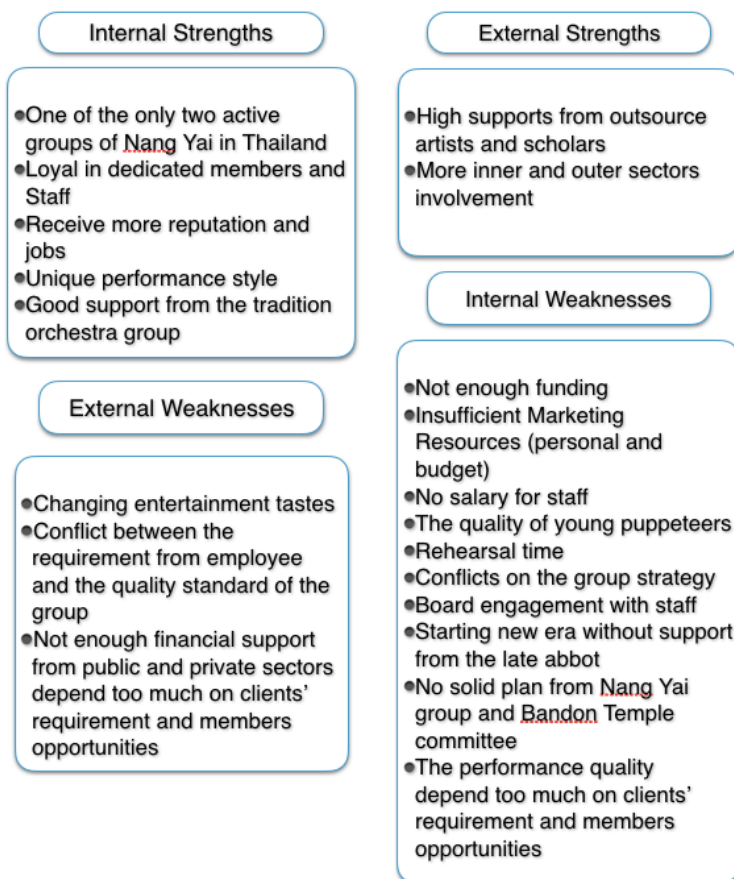 Internal Strengths
•One of the only two active
groups of Nang Yai in Thailand
•Loyal in dedicated members and
Staff
•Receive more reputation and
jobs
•Unique performance style
•Good support from the tradition
orchestra group
External Strengths
•High supports from outsource
artists and scholars
•More inner and outer sectors
involvement
External Weaknesses
•Changing entertainment tastes
•Conflict between the
requirement from employee
and the quality standard of the
group
•Not enough financial support
from public and private sectors
depend too much on clients’
requirement and members
opportunities
Internal Weaknesses
•Not enough funding
•Insufficient Marketing
Resources (personal and
budget)
•No salary for staff
•The quality of young puppeteers
•Rehearsal time
•Conflicts on the group strategy
•Board engagement with staff
•Starting new era without support
from the late abbot
•No solid plan from Nang Yai
group and Bandon Temple
committee
•The performance quality
depend too much on clients’
requirement and members
opportunities